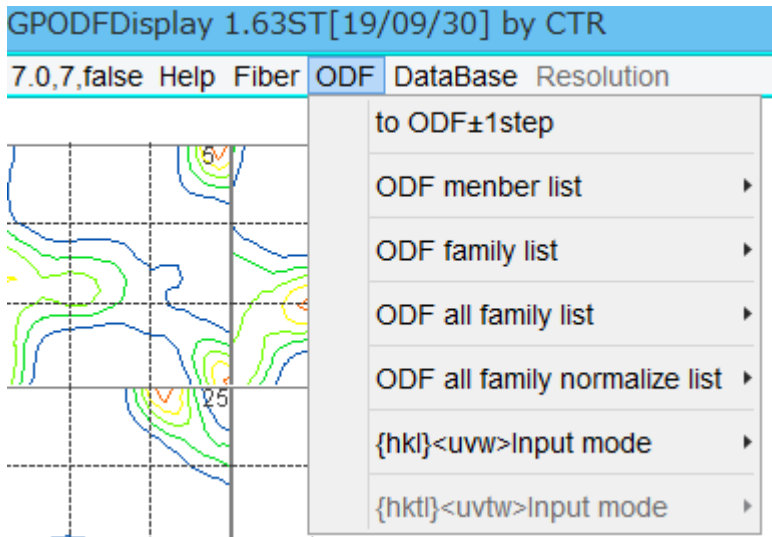 GPODFDisplay 1.63ST[19/09/30] by CTR
7.0,7,false Help Fiber ODF DataBase Resolution
to ODF±1step
5
ODF menber list
ODF family list
ODF all family list
ODF all family normalize list
25
{hkl}<uvw>Input mode
{hktl}<uvtw>Input mode